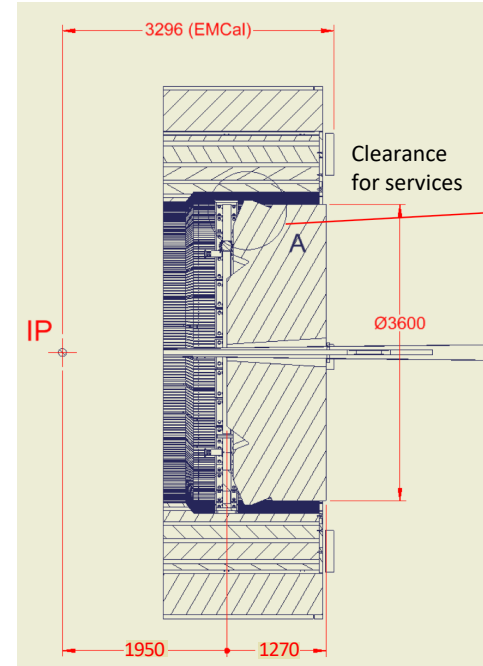 3296 (EMCal)
Clearance
for services
A
Ø3600
IP
1950
1270